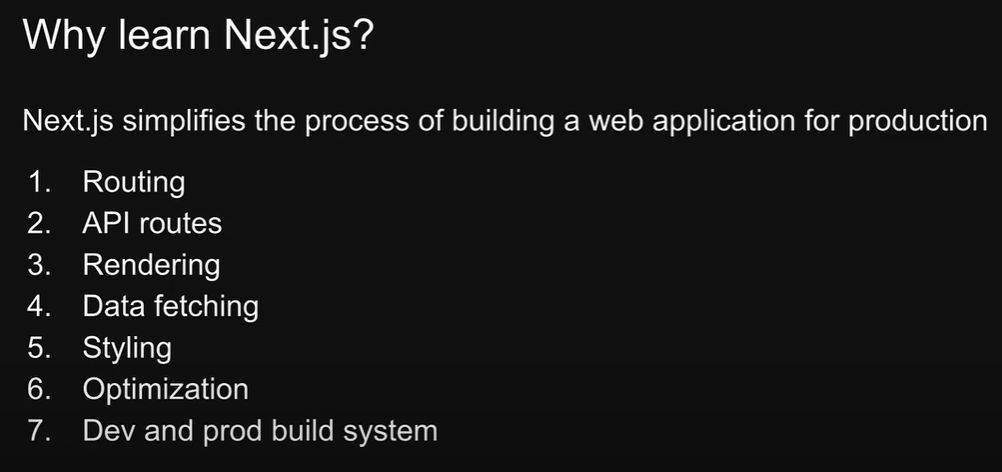 Why learn Next.js?
Next.js simplifies the process of building a web application for production
1. Routing
2. API routes
3. Rendering
4. Data fetching
5. Styling
6. Optimization
7. Dev and prod build system